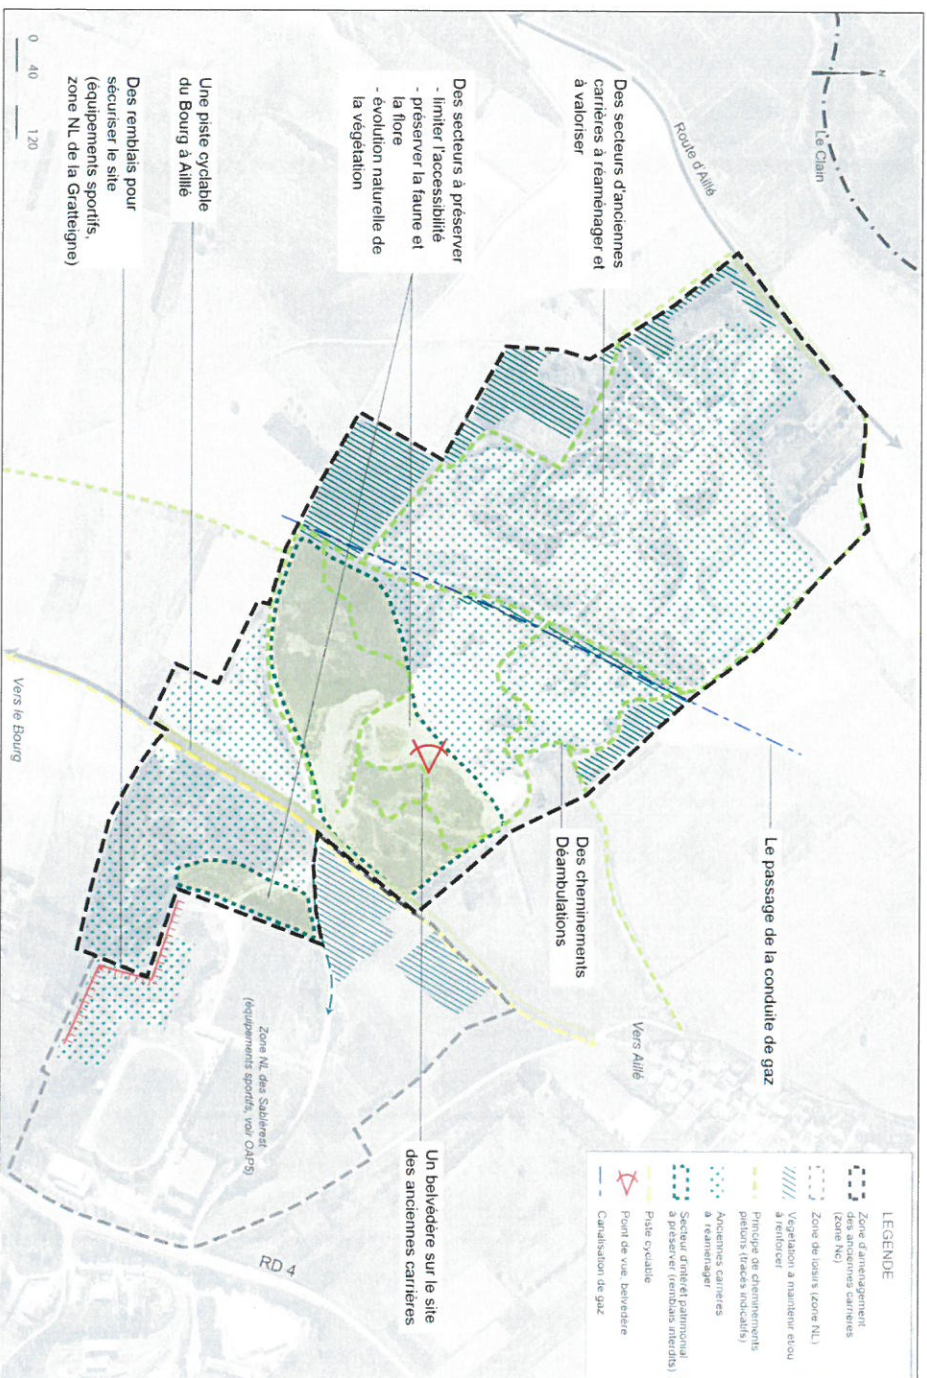 Le Clain
N
Route d'Aillé
Des secteurs d'anciennes
carrières à réaménager et
à valoriser
Des secteurs à préserver
- limiter l'accessibilité
- préserver la faune et
la flore
- évolution naturelle de
la végétation
Une piste cyclable
du Bourg à Aillé
Des remblais pour
sécuriser le site
(équipements sportifs,
zone NL de la Gratteigne)
0 40 120
Le passage de la conduite de gaz
Des cheminements
Déambulations
Vers Aillé
Un belvédère sur le site
des anciennes carrières
Vers le Bourg
Zone NL des Sablières
(équipements sportifs, voir OAP5)
RD 4
LEGENDE
Zone d'aménagement
des anciennes carrières
(zone Nc)
Zone de loisirs (zone NL)
Végétation à maintenir et/ou
à renforcer
Principe de cheminements
piétons (tracés indicatifs)
Anciennes carrières
à réaménager
Secteur d'intérêt patrimonial
à préserver (remblais interdits)
Piste cyclable
Point de vue, belvédère
Canalisation de gaz